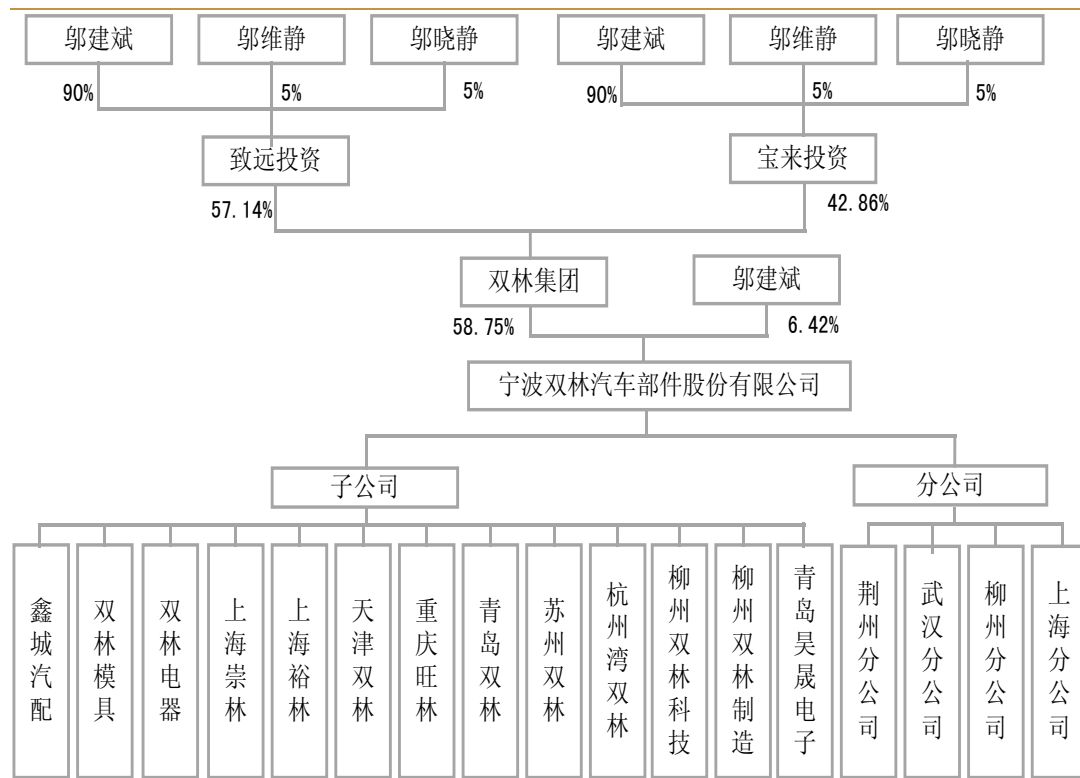 邬建斌
邬维静
邬晓静
邬建斌
邬维静
邬晓静
90%
5%
5%
90%
5%
5%
致远投资
宝来投资
57.14%
42.86%
双林集团
邬建斌
58.75%
6.42%
宁波双林汽车部件股份有限公司
子公司
分公司
鑫城汽配
双林模具
双林电器
上海崇林
上海裕林
天津双林
重庆旺林
青岛双林
苏州双林
杭州湾双林
柳州双林科技
柳州双林制造
青岛昊晟电子
荆州分公司
武汉分公司
柳州分公司
上海分公司